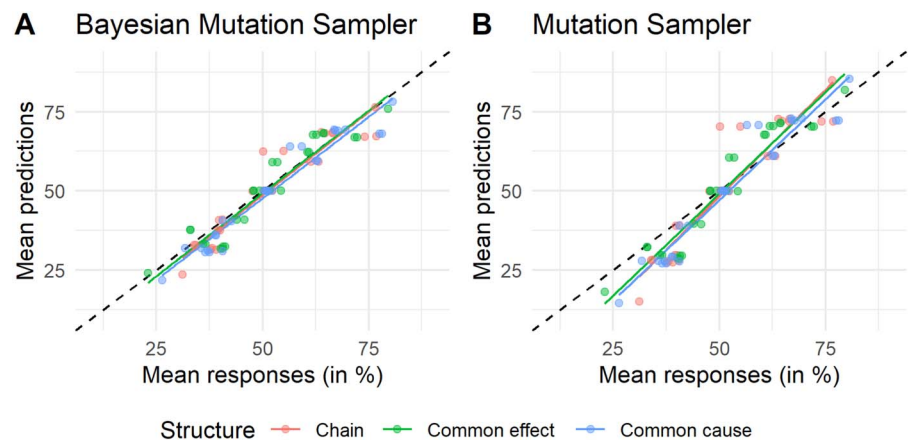 A Bayesian Mutation Sampler
B Mutation Sampler
Mean predictions
75
50
25
25 50 75
Mean responses (in %)
Mean predictions
75
50
25
25 50 75
Mean responses (in %)
Structure Chain Common effect Common cause